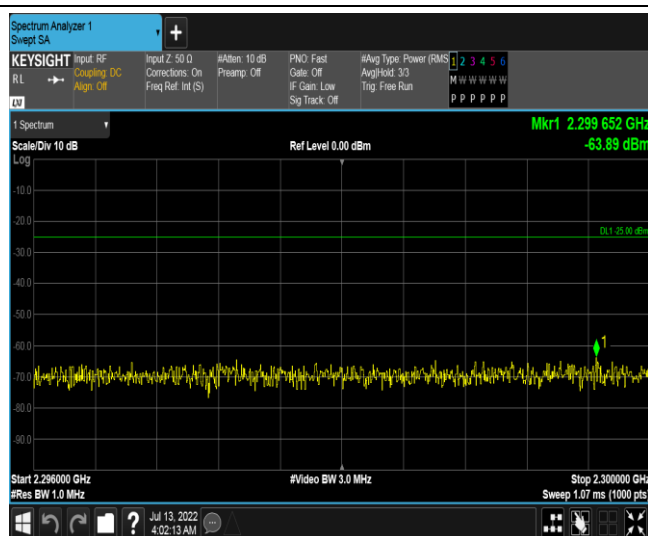 Spectrum Analyzer 1
Swept SA
+
KEYSIGHT Input: RF Input Z: 50 Ω #Atten: 10 dB PNO: Fast #Avg Type: Power (RMS 1 2 3 4 5 6
RL Coupling: DC Corrections: On Preamp: Off Gate: Off Avg|Hold: 3/3 M W W W W W
Align: Off Freq Ref: Int (S) IF Gain: Low Trig: Free Run
Sig Track: Off P P P P P P
LXI
1 Spectrum Mkr1 2.299 652 GHz
Scale/Div 10 dB Ref Level 0.00 dBm -63.89 dBm
Log
-10.0
-20.0
DL1 -25.00 dBm
-30.0
-40.0
-50.0
-60.0
1
-70.0
-80.0
-90.0
Start 2.296000 GHz #Video BW 3.0 MHz Stop 2.300000 GHz
#Res BW 1.0 MHz Sweep 1.07 ms (1000 pts)
? Jul 13, 2022
4:02:13 AM